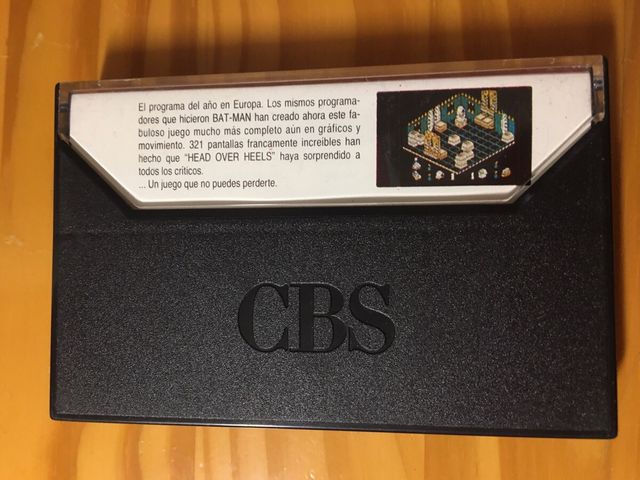 El programa del año en Europa. Los mismos programa-
dores que hicieron BAT-MAN han creado ahora este fa-
buloso juego mucho más completo aún en gráficos y
movimiento. 321 pantallas francamente increibles han
hecho que "HEAD OVER HEELS" haya sorprendido a
todos los criticos.
... Un juego que no puedes perderte.
CBS